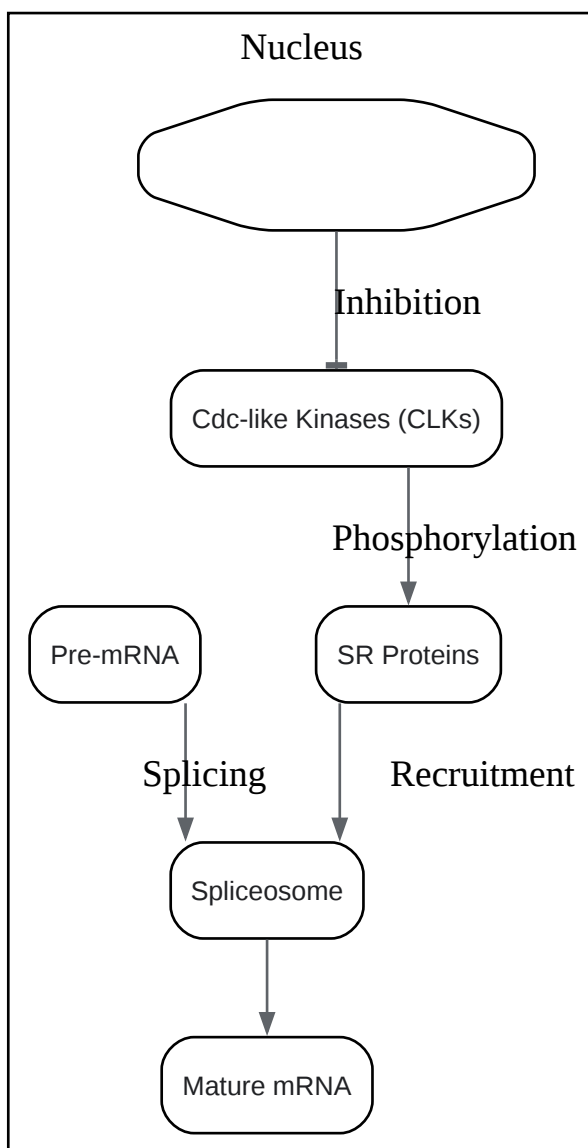 Nucleus
Inhibition
Cdc-like Kinases (CLKs)
Phosphorylation
Pre-mRNA
SR Proteins
Splicing
Recruitment
Spliceosome
Mature mRNA